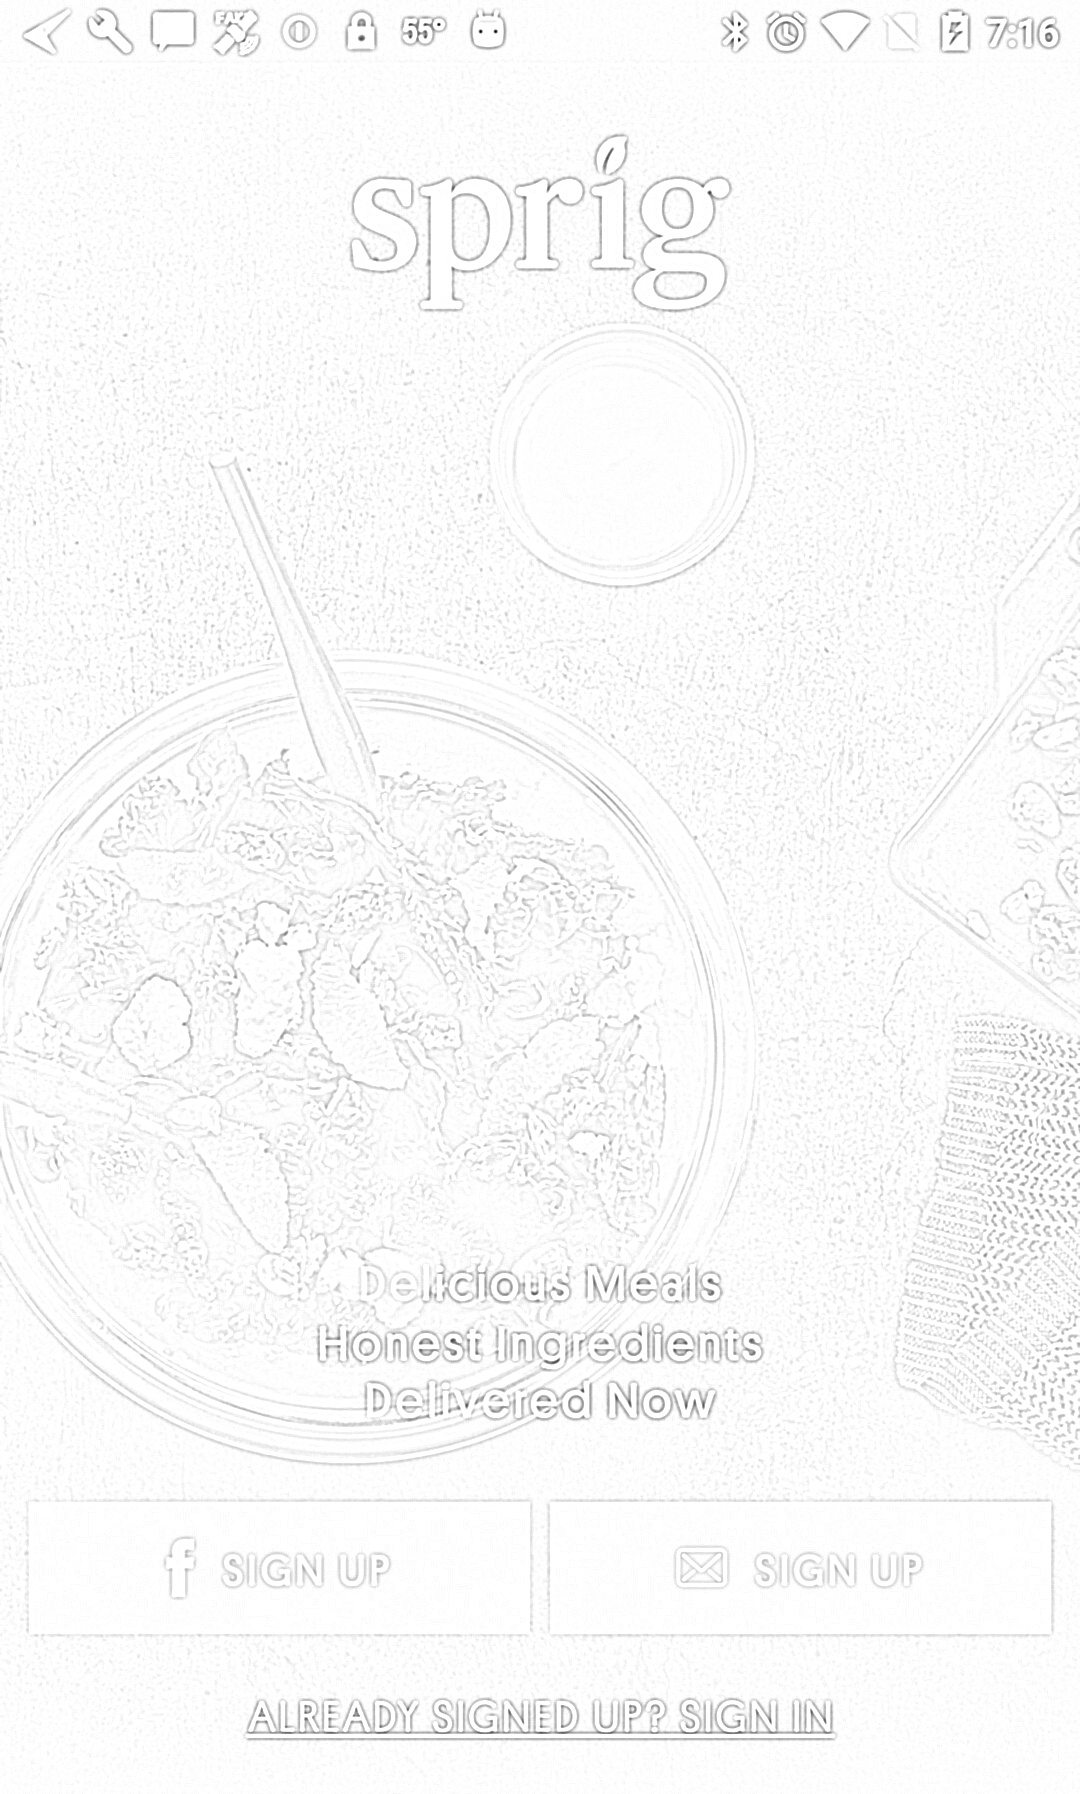 FAV 55° 7:16
sprig
Delicious Meals
Honest Ingredients
Delivered Now
f SIGN UP
SIGN UP
ALREADY SIGNED UP? SIGN IN